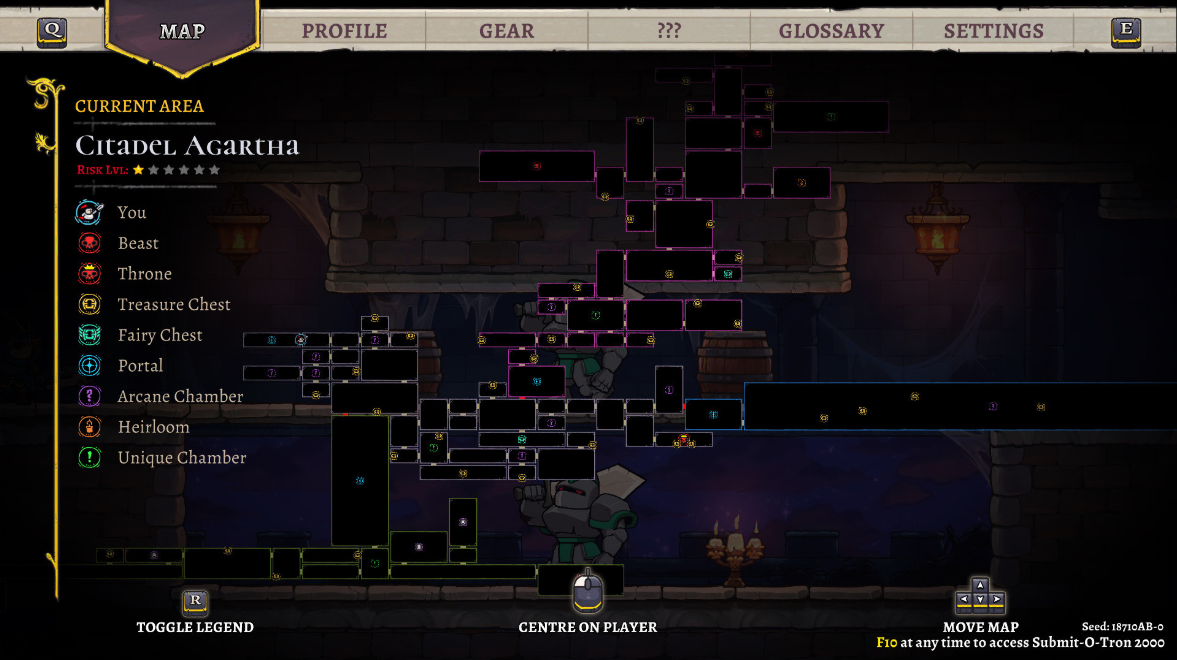 Q MAP PROFILE GEAR ??? GLOSSARY SETTINGS E
CURRENT AREA
Citadel Agartha
Risk Lvl:
You
Beast
Throne
Treasure Chest
Fairy Chest
Portal
Arcane Chamber
Heirloom
Unique Chamber
R
TOGGLE LEGEND
CENTRE ON PLAYER
MOVE MAP
Seed: 18710AB-0
F10 at any time to access Submit-O-Tron 2000